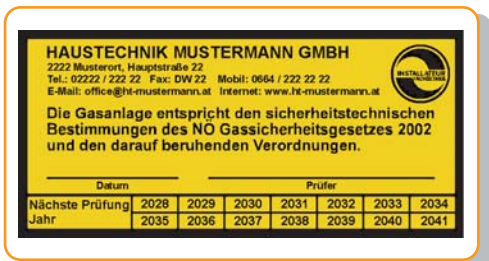 HAUSTECHNIK MUSTERMANN GMBH
2222 Musterort, Hauptstraße 22
Tel.: 02222 / 222 22 Fax: DW 22 Mobil: 0664 / 222 22 22
E-Mail: office@ht-mustermann.at Internet: www.ht-mustermann.at
INSTALLATEUR
FACHBETRIEB
Die Gasanlage entspricht den sicherheitstechnischen
Bestimmungen des NÖ Gassicherheitsgesetzes 2002
und den darauf beruhenden Verordnungen.
Datum Prüfer
Nächste Prüfung 2028 2029 2030 2031 2032 2033 2034
Jahr 2035 2036 2037 2038 2039 2040 2041